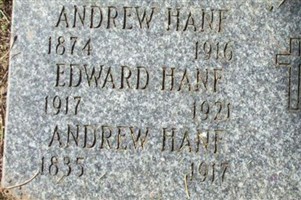 ANDREW HANF
1874 1916
EDWARD HANF
1917 1921
ANDREW HANF
1835 1917